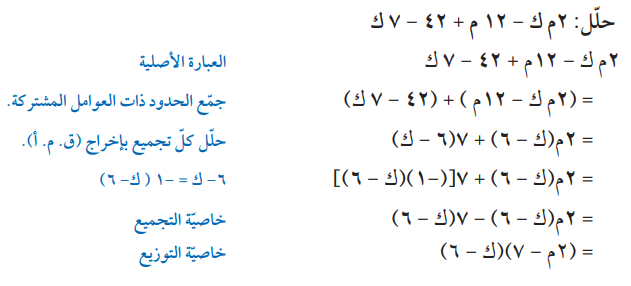 حلّل: ٢م ك – ١٢ م + ٤٢ – ٧ ك
٢م ك – ١٢م + ٤٢ – ٧ ك العبارة الأصلية
= (٢م ك – ١٢م ) + (٤٢ – ٧ ك) جمّع الحدود ذات العوامل المشتركة.
= ٢م(ك – ٦) + ٧(٦ – ك) حلّل كلّ تجميع بإخراج (ق. م. أ).
= ٢م(ك – ٦) + ٧[(–١)(ك – ٦)] ٦– ك = –١ ( ك– ٦)
= ٢م(ك – ٦) – ٧(ك – ٦) خاصيّة التجميع
= (٢م – ٧)(ك – ٦) خاصيّة التوزيع